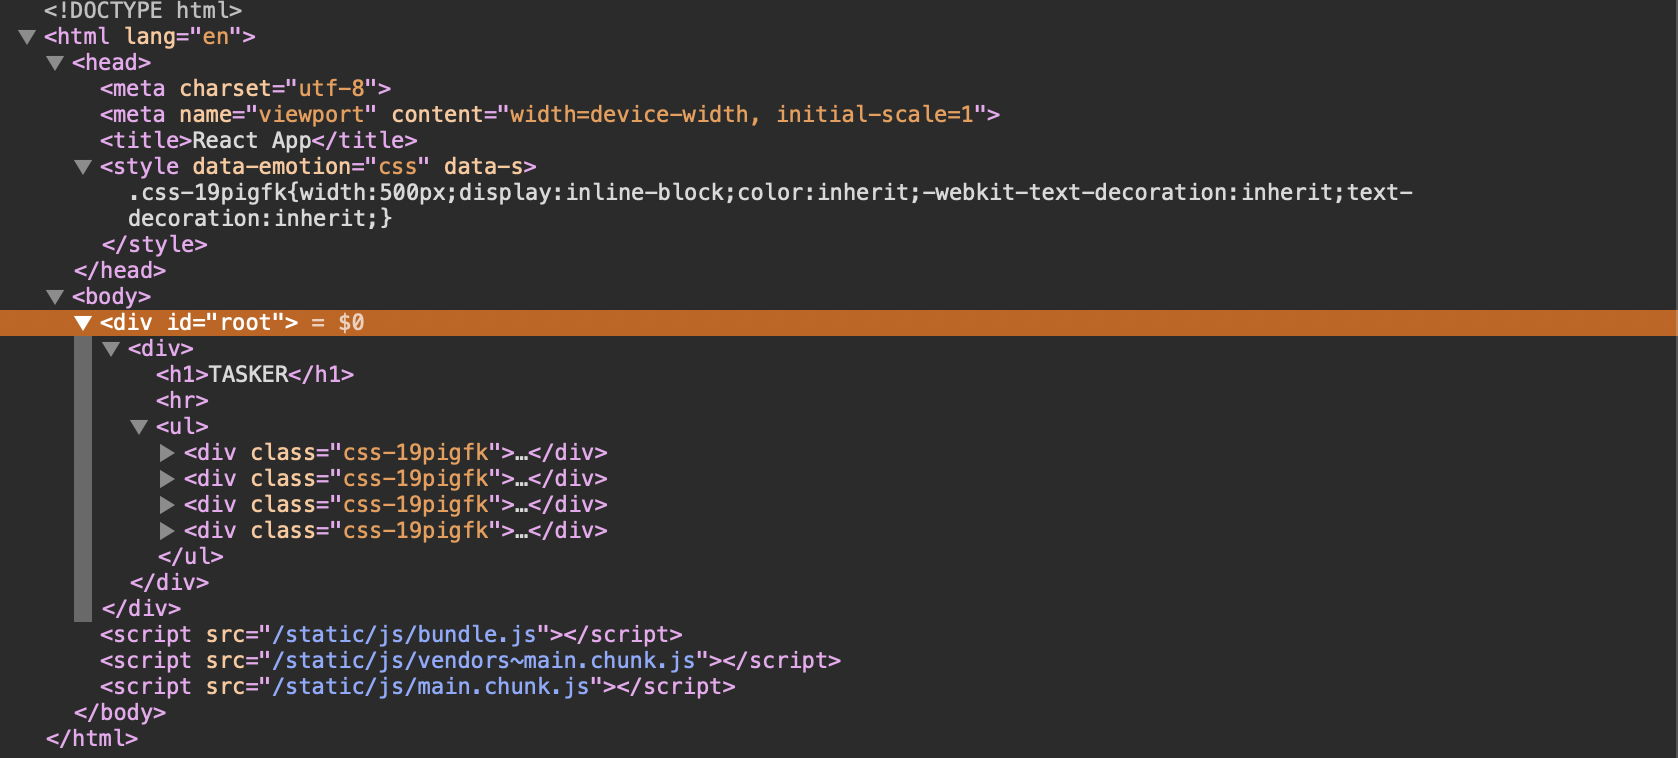 <!DOCTYPE html>
<html lang="en">
<head>
<meta charset="utf-8">
<meta name="viewport" content="width=device-width, initial-scale=1">
<title>React App</title>
<style data-emotion="css" data-s>
.css-19pigfk{width:500px;display:inline-block;color:inherit;-webkit-text-decoration:inherit;text-
decoration:inherit;}
</style>
</head>
<body>
<div id="root"> = $0
<div>
<h1>TASKER</h1>
<hr>
<ul>
<div class="css-19pigfk">…</div>
<div class="css-19pigfk">…</div>
<div class="css-19pigfk">…</div>
<div class="css-19pigfk">…</div>
</ul>
</div>
</div>
<script src="/static/js/bundle.js"></script>
<script src="/static/js/vendors~main.chunk.js"></script>
<script src="/static/js/main.chunk.js"></script>
</body>
</html>